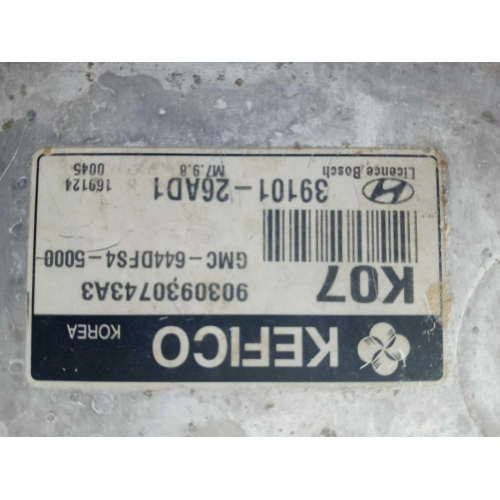 KEFICO KOREA
K07 9030930743A3
GMC-644DFS4-5000
39101-26AD1
Licence Bosch M7.9.8 169124
0045